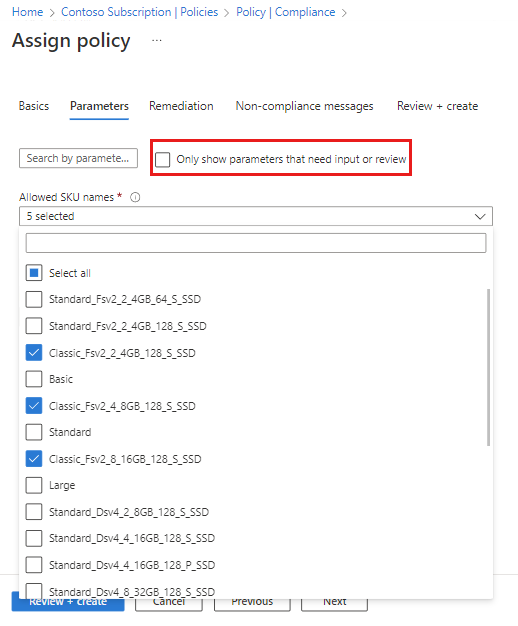 Home > Contoso Subscription | Policies > Policy | Compliance >
Assign policy ...
Basics Parameters Remediation Non-compliance messages Review + create
Search by paramete... Only show parameters that need input or review
Allowed SKU names *
5 selected
Select all
Standard_Fsv2_2_4GB_64_S_SSD
Standard_Fsv2_2_4GB_128_S_SSD
Classic_Fsv2_2_4GB_128_S_SSD
Basic
Classic_Fsv2_4_8GB_128_S_SSD
Standard
Classic_Fsv2_8_16GB_128_S_SSD
Large
Standard_Dsv4_2_8GB_128_S_SSD
Standard_Dsv4_4_16GB_128_S_SSD
Standard_Dsv4_4_16GB_128_P_SSD
Standard_Dsv4_8_32GB_128_S_SSD
Review + create Cancel Previous Next